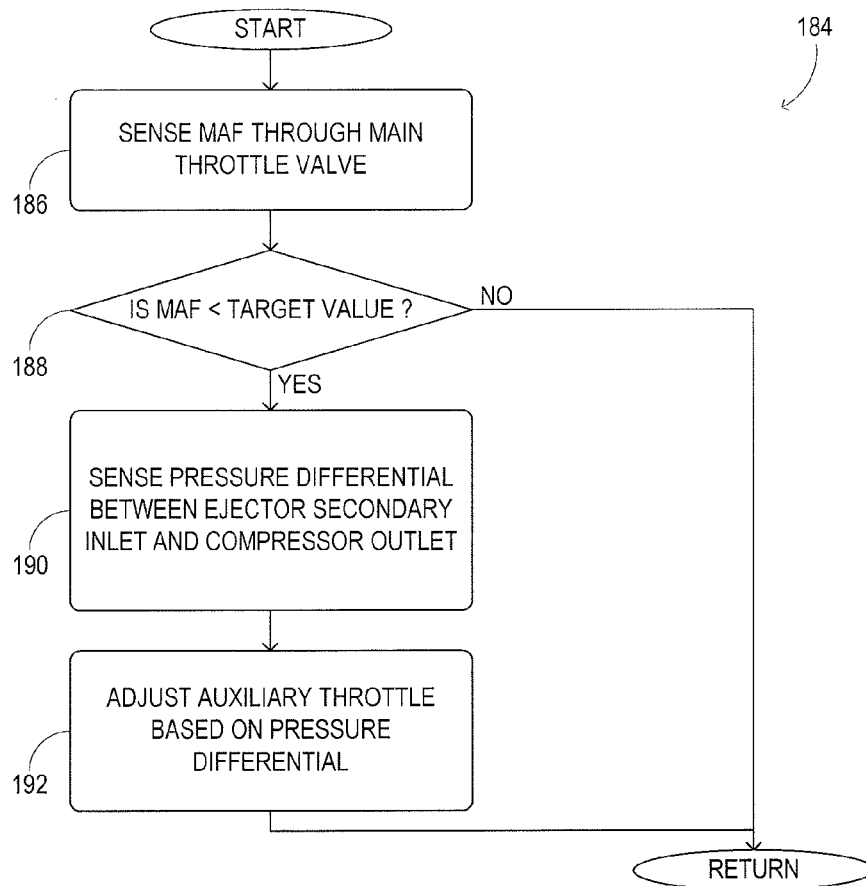 START
184
SENSE MAF THROUGH MAIN
THROTTLE VALVE
186
IS MAF < TARGET VALUE ?
NO
188
YES
SENSE PRESSURE DIFFERENTIAL
BETWEEN EJECTOR SECONDARY
INLET AND COMPRESSOR OUTLET
190
ADJUST AUXILIARY THROTTLE
BASED ON PRESSURE
DIFFERENTIAL
192
RETURN